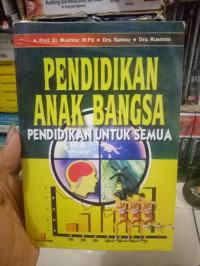 • Prof. Dr. Mukhtar, M.Pd • Drs. Samsu • Dra. Rusmini
PENDIDIKAN
ANAK BANGSA
PENDIDIKAN UNTUK SEMUA